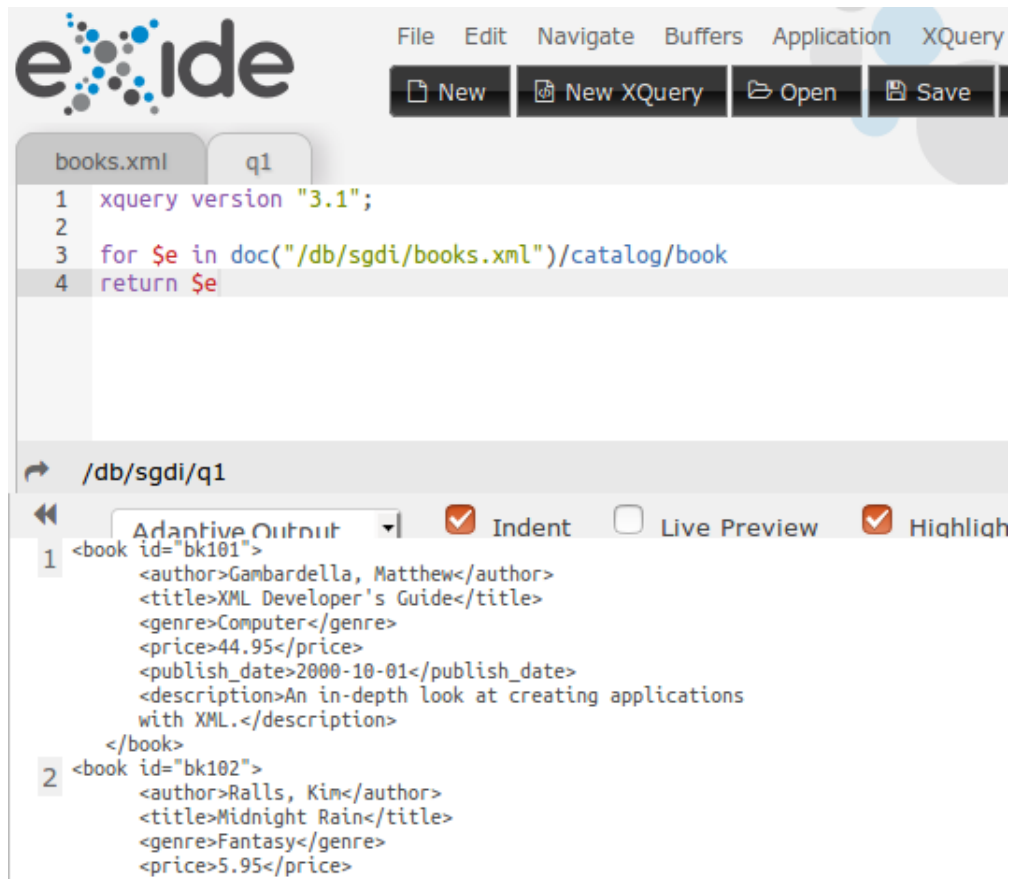 eXide
File Edit Navigate Buffers Application XQuery
New New XQuery Open Save
books.xml q1
1 xquery version "3.1";
2
3 for $e in doc("/db/sgdi/books.xml")/catalog/book
4 return $e
/db/sgdi/q1
Adaptive Output Indent Live Preview Highligh
1 <book id="bk101">
<author>Gambardella, Matthew</author>
<title>XML Developer's Guide</title>
<genre>Computer</genre>
<price>44.95</price>
<publish_date>2000-10-01</publish_date>
<description>An in-depth look at creating applications
with XML.</description>
</book>
2 <book id="bk102">
<author>Ralls, Kim</author>
<title>Midnight Rain</title>
<genre>Fantasy</genre>
<price>5.95</price>